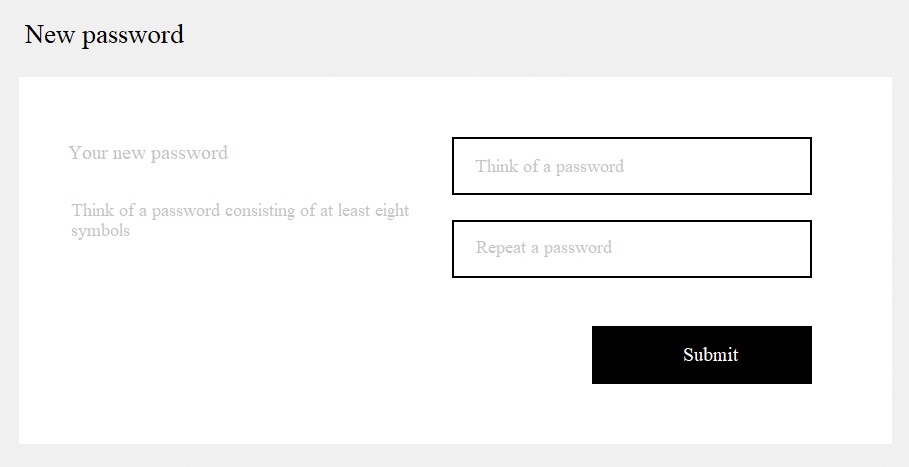 New password
Your new password
Think of a password
Think of a password consisting of at least eight
symbols
Repeat a password
Submit